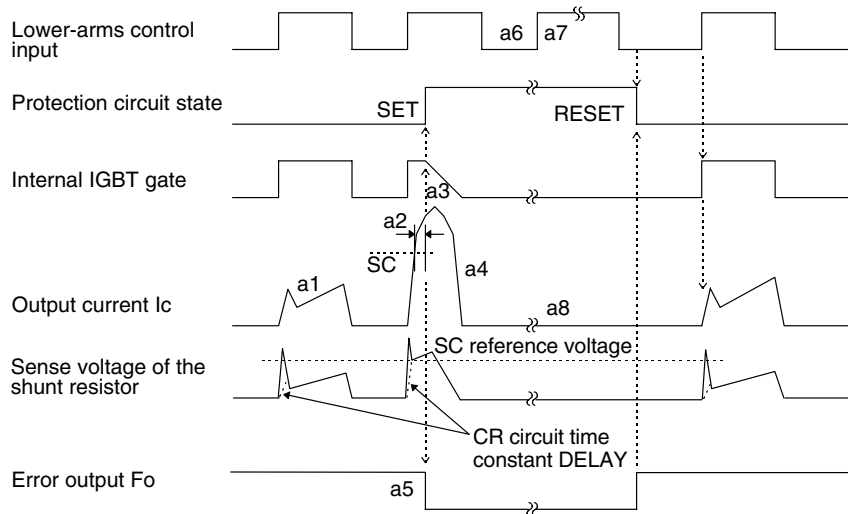 Lower-arms control
input
a6
a7
Protection circuit state
SET
RESET
Internal IGBT gate
a3
a2
SC
a4
a1
Output current Ic
a8
SC reference voltage
Sense voltage of the
shunt resistor
CR circuit time
constant DELAY
Error output Fo
a5